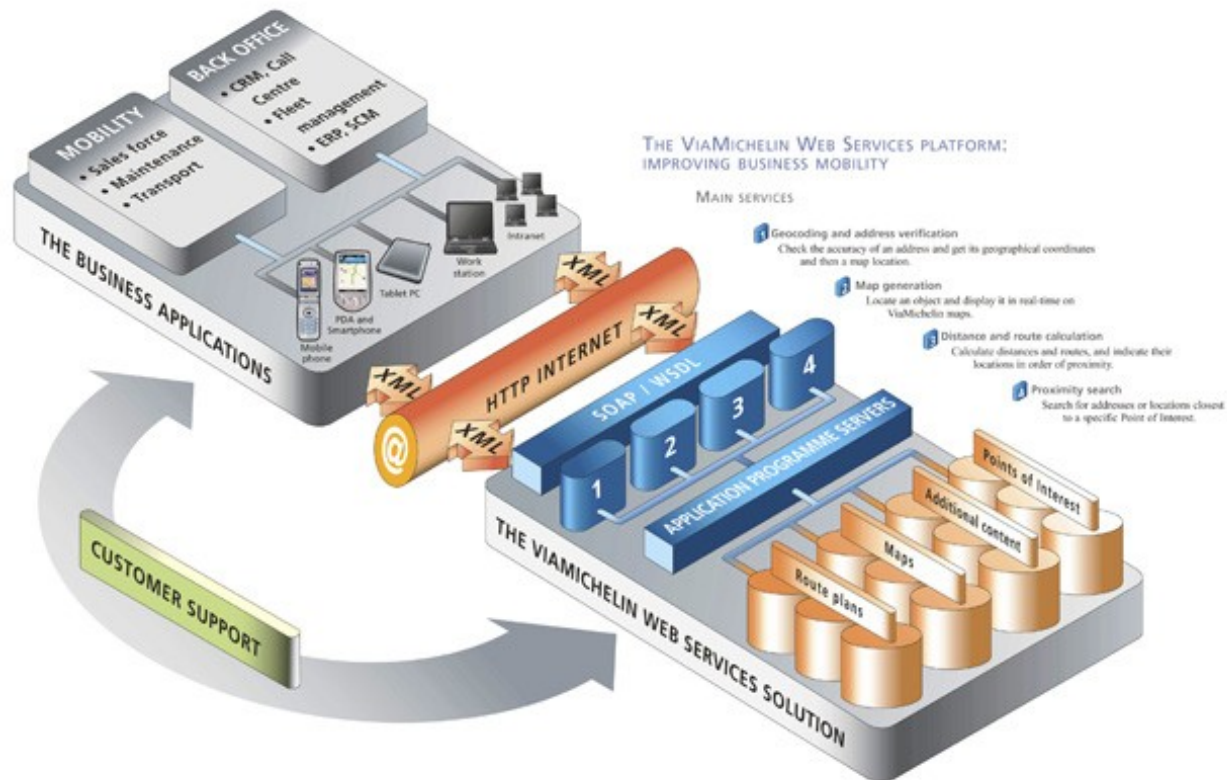 BACK OFFICE
• CRM, Call
Centre
• Fleet
management
• ERP, SCM
MOBILITY
• Sales force
• Maintenance
• Transport
THE BUSINESS APPLICATIONS
Mobile
phone
PDA and
Smartphone
Tablet PC
Work
station
Intranet
THE VIAMICHELIN WEB SERVICES PLATFORM:
IMPROVING BUSINESS MOBILITY
MAIN SERVICES
1 Geocoding and address verification
Check the accuracy of an address and get its geographical coordinates
and then a map location.
2 Map generation
Locate an object and display it in real-time on
ViaMichelin maps.
3 Distance and route calculation
Calculate distances and routes, and indicate their
locations in order of proximity.
4 Proximity search
Search for addresses or locations closest
to a specific Point of Interest.
XML
XML
XML
XML
@
HTTP INTERNET
SOAP / WSDL
1
2
3
4
APPLICATION PROGRAMME SERVERS
Points of Interest
Additional content
Maps
Route plans
THE VIAMICHELIN WEB SERVICES SOLUTION
CUSTOMER SUPPORT